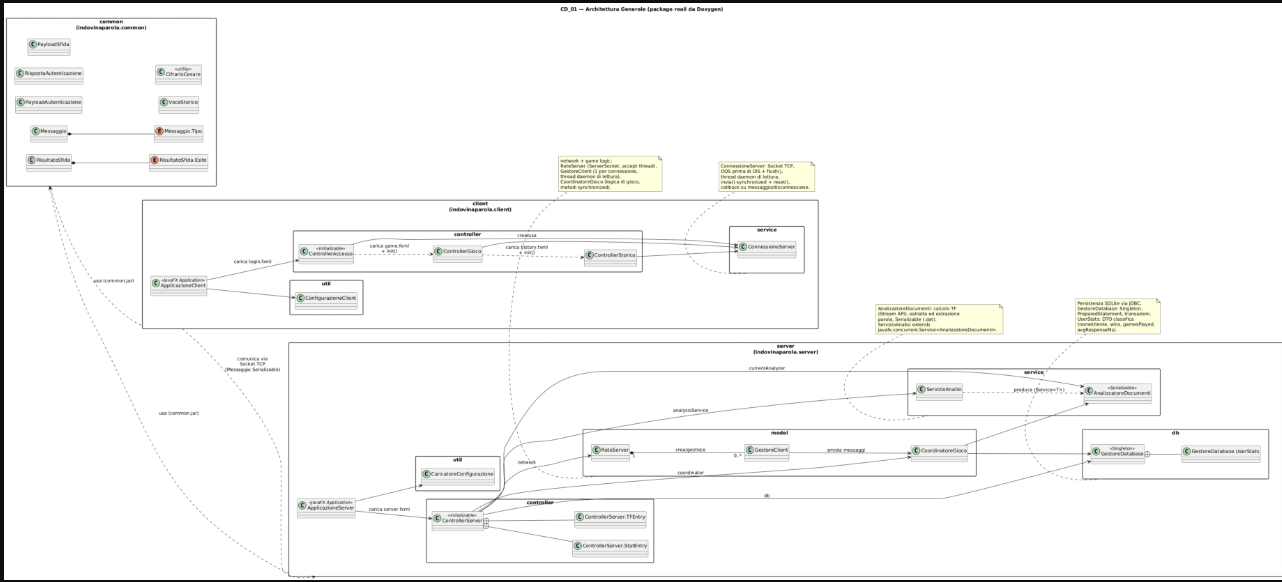 CD_01 — Architettura Generale (package reali da Doxygen)
common
(indovinaparola.common)
PayloadSfida
RispostaAutenticazione
«utility»
CifrarioCesare
PayloadAutenticazione
VoceStorico
Messaggio
Messaggio.Tipo
RisultatoSfida
RisultatoSfida.Esito
network + game logic:
ReteServer (ServerSocket, accept thread),
GestoreClient (1 per connessione,
thread daemon di lettura),
CoordinatoreGioco (logica di gioco,
metodi synchronized).
ConnessioneServer: Socket TCP,
OOS prima di OIS + flush(),
thread daemon di lettura,
invia() synchronized + reset(),
callback su messaggio/disconnessione.
client
(indovinaparola.client)
controller
service
crea/usa
«Initializable»
ControllerAccesso
carica game.fxml
+ init()
ControllerGioco
carica history.fxml
+ init()
ControllerStorico
ConnessioneServer
carica login.fxml
«JavaFX Application»
ApplicazioneClient
util
ConfigurazioneClient
usa (common.jar)
comunica via
Socket TCP
(Messaggio Serializable)
usa (common.jar)
AnalizzatoreDocumenti: calcolo TF
(Stream API), estratto ed estrazione
parola, Serializable (.dat).
ServizioAnalisi extends
javafx.concurrent.Service<AnalizzatoreDocumenti>.
Persistenza SQLite via JDBC.
GestoreDatabase: Singleton,
PreparedStatement, transazioni.
UserStats: DTO classifica
(nomeUtente, wins, gamesPlayed,
avgResponseMs).
server
(indovinaparola.server)
currentAnalyzer
service
ServizioAnalisi
produce (Service<T>)
«Serializable»
AnalizzatoreDocumenti
analysisService
model
ReteServer
crea/gestisce
0..*
GestoreClient
smista messaggi
CoordinatoreGioco
db
«Singleton»
GestoreDatabase
GestoreDatabase.UserStats
network
util
CaricatoreConfigurazione
coordinator
db
«JavaFX Application»
ApplicazioneServer
carica server.fxml
controller
«Initializable»
ControllerServer
ControllerServer.TFEntry
ControllerServer.StatEntry